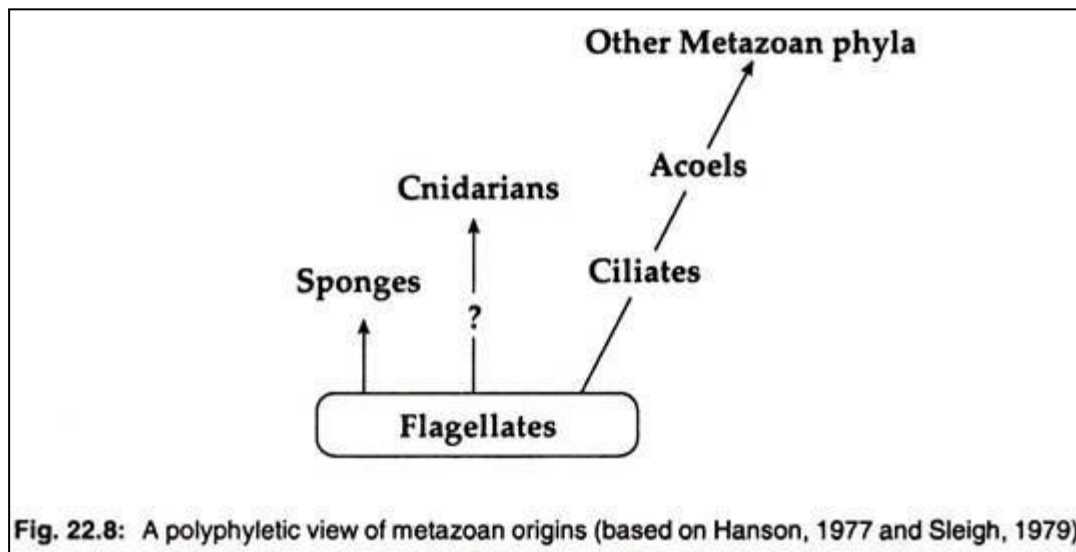 Other Metazoan phyla
Acoels
Cnidarians
Ciliates
Sponges
?
Flagellates
Fig. 22.8: A polyphyletic view of metazoan origins (based on Hanson, 1977 and Sleigh, 1979)